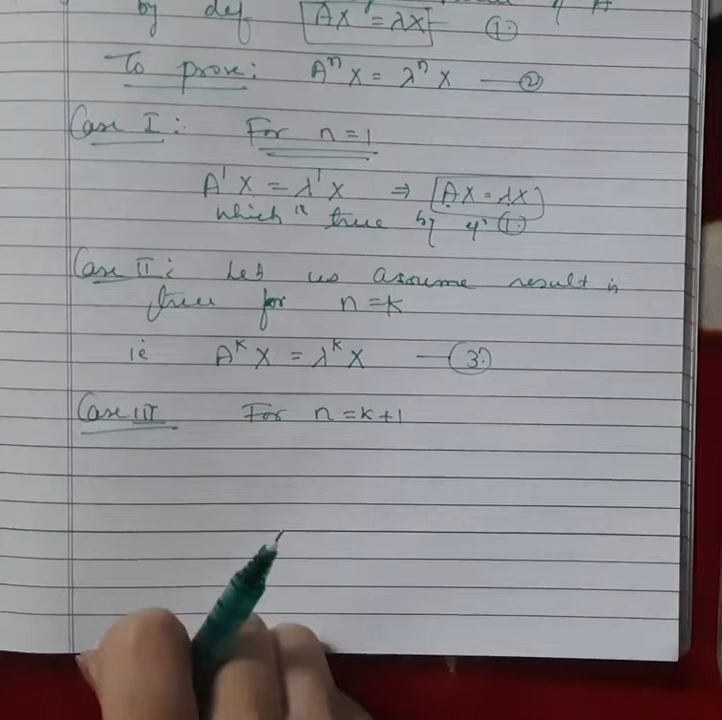 by def [AX = λX] ①
To prove: Aⁿ X = λⁿ X — ②
Case I: For n = 1
A¹ X = λ¹ X ⇒ [AX = λX]
which is true by ①
Case II: Let us assume result is
true for n = k
ie Aᵏ X = λᵏ X — ③
Case III For n = k + 1